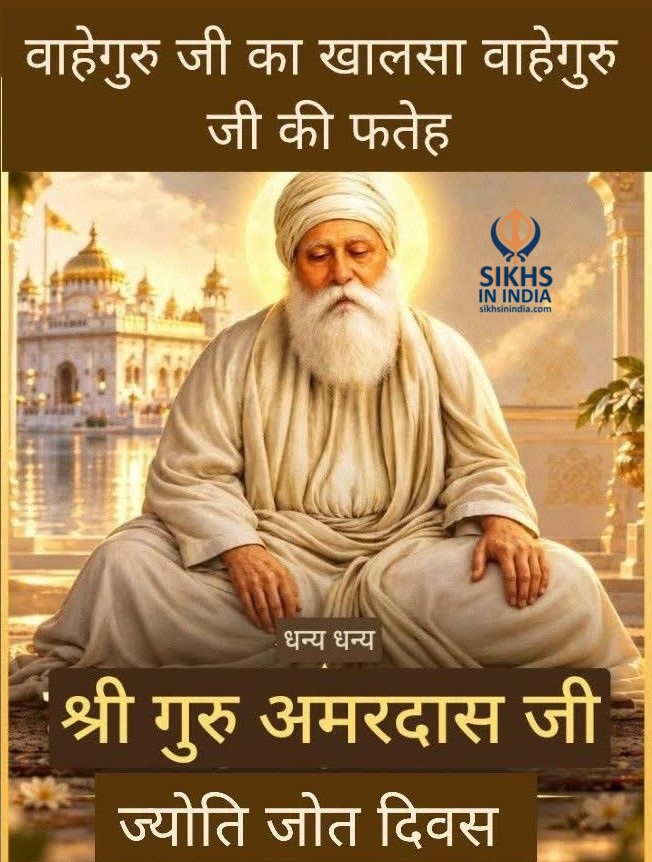 वाहेगुरु जी का खालसा वाहेगुरु
जी की फतेह
SIKHS
IN INDIA
sikhsinindia.com
धन्य धन्य
श्री गुरु अमरदास जी
ज्योति जोत दिवस